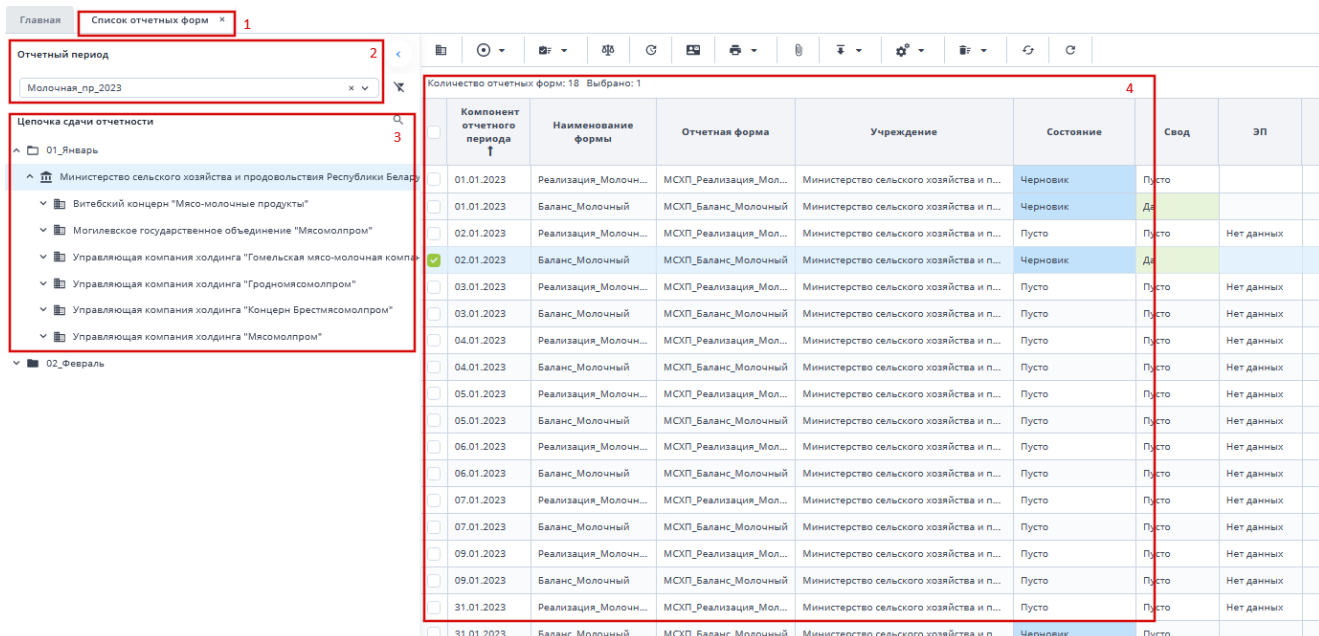 Главная
Список отчетных форм ×
1
Отчетный период
2
Молочная_пр_2023 ×
Цепочка сдачи отчетности
3
01_Январь
Министерство сельского хозяйства и продовольствия Республики Белару
Витебский концерн "Мясо-молочные продукты"
Могилевское государственное объединение "Мясомолпром"
Управляющая компания холдинга "Гомельская мясо-молочная компан
Управляющая компания холдинга "Гродномясомолпром"
Управляющая компания холдинга "Концерн Брестмясомолпром"
Управляющая компания холдинга "Мясомолпром"
02_Февраль
Количество отчетных форм: 18 Выбрано: 1
4
Компонент отчетного периода ↑ Наименование формы Отчетная форма Учреждение Состояние Свод ЭП
01.01.2023 Реализация_Молочн... МСХП_Реализация_Мол... Министерство сельского хозяйства и п... Черновик Пусто
01.01.2023 Баланс_Молочный МСХП_Баланс_Молочный Министерство сельского хозяйства и п... Черновик Да
02.01.2023 Реализация_Молочн... МСХП_Реализация_Мол... Министерство сельского хозяйства и п... Пусто Пусто Нет данных
02.01.2023 Баланс_Молочный МСХП_Баланс_Молочный Министерство сельского хозяйства и п... Черновик Да
03.01.2023 Реализация_Молочн... МСХП_Реализация_Мол... Министерство сельского хозяйства и п... Пусто Пусто Нет данных
03.01.2023 Баланс_Молочный МСХП_Баланс_Молочный Министерство сельского хозяйства и п... Пусто Пусто Нет данных
04.01.2023 Реализация_Молочн... МСХП_Реализация_Мол... Министерство сельского хозяйства и п... Пусто Пусто Нет данных
04.01.2023 Баланс_Молочный МСХП_Баланс_Молочный Министерство сельского хозяйства и п... Пусто Пусто Нет данных
05.01.2023 Реализация_Молочн... МСХП_Реализация_Мол... Министерство сельского хозяйства и п... Пусто Пусто Нет данных
05.01.2023 Баланс_Молочный МСХП_Баланс_Молочный Министерство сельского хозяйства и п... Пусто Пусто Нет данных
06.01.2023 Реализация_Молочн... МСХП_Реализация_Мол... Министерство сельского хозяйства и п... Пусто Пусто Нет данных
06.01.2023 Баланс_Молочный МСХП_Баланс_Молочный Министерство сельского хозяйства и п... Пусто Пусто Нет данных
07.01.2023 Реализация_Молочн... МСХП_Реализация_Мол... Министерство сельского хозяйства и п... Пусто Пусто Нет данных
07.01.2023 Баланс_Молочный МСХП_Баланс_Молочный Министерство сельского хозяйства и п... Пусто Пусто Нет данных
09.01.2023 Реализация_Молочн... МСХП_Реализация_Мол... Министерство сельского хозяйства и п... Пусто Пусто Нет данных
09.01.2023 Баланс_Молочный МСХП_Баланс_Молочный Министерство сельского хозяйства и п... Пусто Пусто Нет данных
31.01.2023 Реализация_Молочн... МСХП_Реализация_Мол... Министерство сельского хозяйства и п... Пусто Пусто Нет данных
31.01.2023 Баланс_Молочный МСХП_Баланс_Молочный Министерство сельского хозяйства и п... Черновик Пусто